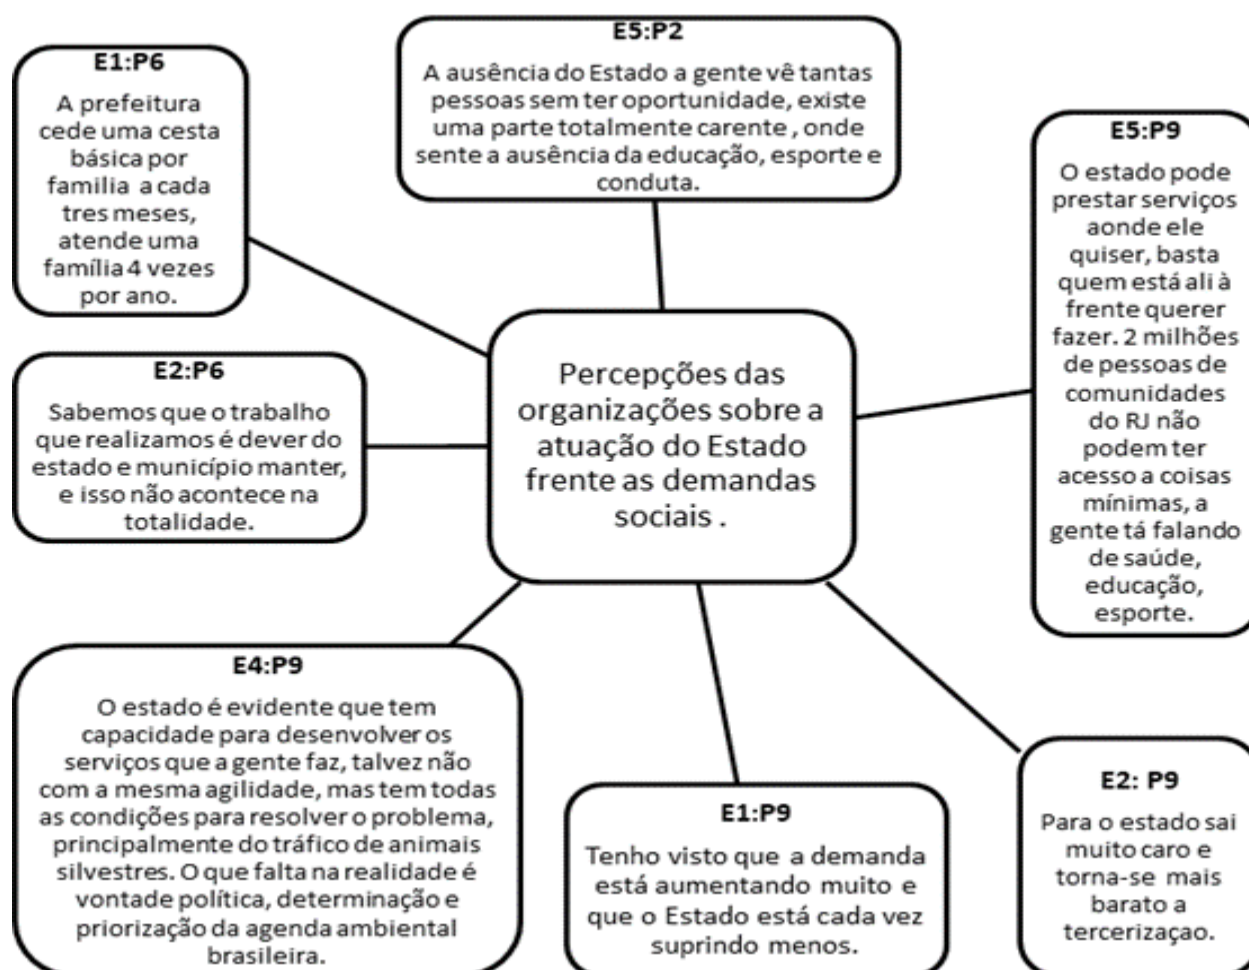 E1:P6
A prefeitura
cede uma cesta
básica por
familia a cada
tres meses,
atende uma
família 4 vezes
por ano.
E5:P2
A ausência do Estado a gente vê tantas
pessoas sem ter oportunidade, existe
uma parte totalmente carente , onde
sente a ausência da educação, esporte e
conduta.
E5:P9
O estado pode
prestar serviços
aonde ele
quiser, basta
quem está ali à
frente querer
fazer. 2 milhões
de pessoas de
comunidades
do RJ não
podem ter
acesso a coisas
mínimas, a
gente tá falando
de saúde,
educação,
esporte.
E2:P6
Sabemos que o trabalho
que realizamos é dever do
estado e município manter,
e isso não acontece na
totalidade.
Percepções das
organizações sobre a
atuação do Estado
frente as demandas
sociais .
E4:P9
O estado é evidente que tem
capacidade para desenvolver os
serviços que a gente faz, talvez não
com a mesma agilidade, mas tem todas
as condições para resolver o problema,
principalmente do tráfico de animais
silvestres. O que falta na realidade é
vontade política, determinação e
priorização da agenda ambiental
brasileira.
E1:P9
Tenho visto que a demanda
está aumentando muito e
que o Estado está cada vez
suprindo menos.
E2: P9
Para o estado sai
muito caro e
torna-se mais
barato a
tercerizaçao.